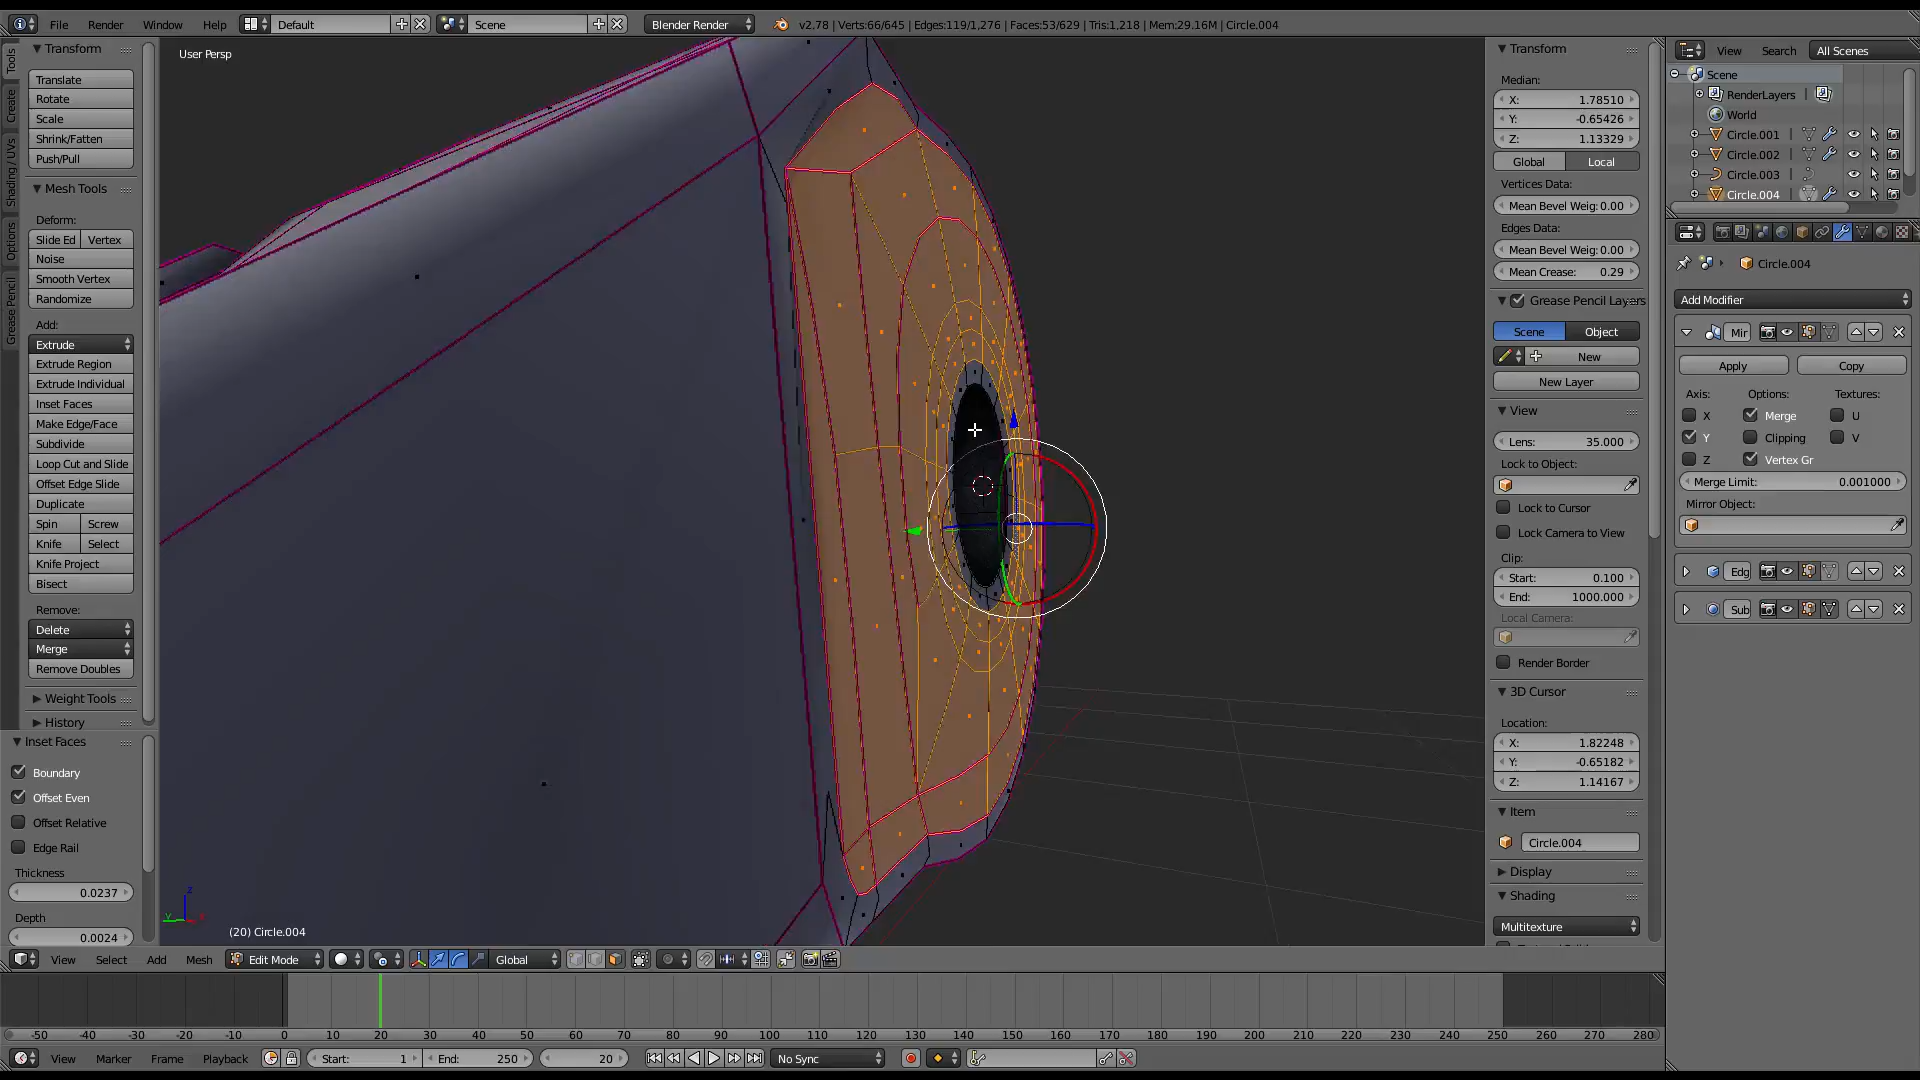 File Render Window Help Default Scene Blender Render v2.78 | Verts:66/645 | Edges:119/1,276 | Faces:53/629 | Tris:1,218 | Mem:29.16M | Circle.004
User Persp
Tools
Create
Shading / UVs
Options
Grease Pencil
Transform
Translate
Rotate
Scale
Shrink/Fatten
Push/Pull
Mesh Tools
Deform:
Slide Ed Vertex
Noise
Smooth Vertex
Randomize
Add:
Extrude
Extrude Region
Extrude Individual
Inset Faces
Make Edge/Face
Subdivide
Loop Cut and Slide
Offset Edge Slide
Duplicate
Spin Screw
Knife Select
Knife Project
Bisect
Remove:
Delete
Merge
Remove Doubles
Weight Tools
History
Inset Faces
Boundary
Offset Even
Offset Relative
Edge Rail
Thickness
0.0237
Depth
0.0024
z
(20) Circle.004
Transform
Median:
X: 1.78510
Y: -0.65426
Z: 1.13329
Global Local
Vertices Data:
Mean Bevel Weig: 0.00
Edges Data:
Mean Bevel Weig: 0.00
Mean Crease: 0.29
Grease Pencil Layers
Scene Object
New
New Layer
View
Lens: 35.000
Lock to Object:
Lock to Cursor
Lock Camera to View
Clip:
Start: 0.100
End: 1000.000
Local Camera:
Render Border
3D Cursor
Location:
X: 1.82248
Y: -0.65182
Z: 1.14167
Item
Circle.004
Display
Shading
Multitexture
View Search All Scenes
Scene
RenderLayers |
World
Circle.001
Circle.002
Circle.003
Circle.004
Circle.004
Add Modifier
Mir
Apply Copy
Axis: Options: Textures:
X Merge U
Y Clipping V
Z Vertex Gr
Merge Limit: 0.001000
Mirror Object:
Edg
Sub
View Select Add Mesh Edit Mode Global
-50 -40 -30 -20 -10 0 10 20 30 40 50 60 70 80 90 100 110 120 130 140 150 160 170 180 190 200 210 220 230 240 250 260 270 280
View Marker Frame Playback Start: 1 End: 250 20 No Sync